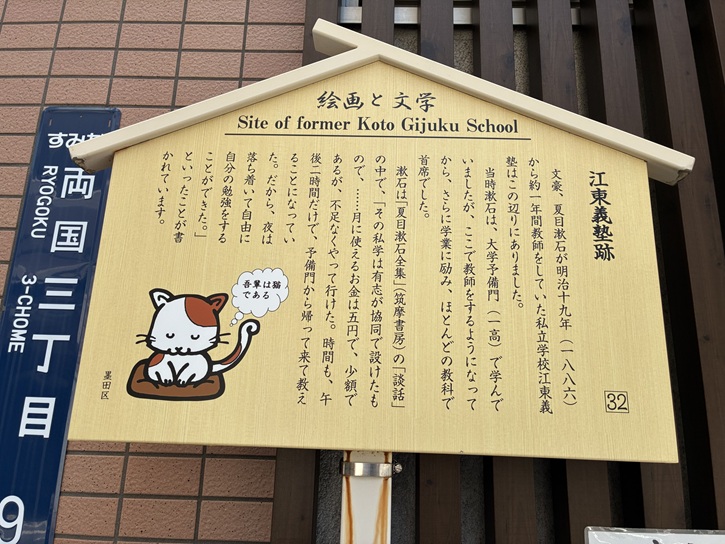 絵画と文学
Site of former Koto Gijuku School
江東義塾跡
32
文豪、夏目漱石が明治十九年(一八八六)
から約一年間教師をしていた私立学校江東義
塾はこの辺りにありました。
当時漱石は、大学予備門(一高)で学んで
いましたが、ここで教師をするようになって
から、さらに学業に励み、ほとんどの教科で
首席でした。
漱石は「夏目漱石全集」(筑摩書房)の「談話」
の中で、「その私学は有志が協同で設けたも
ので、……月に使えるお金は五円で、少額で
あるが、不足なくやって行けた。時間も、午
後二時間だけで、予備門から帰って来て教え
ることになってい
た。だから、夜は
落ち着いて自由に
自分の勉強をする
ことができた。」
といったことが書
かれています。
吾輩は猫
である
墨田区
すみ
両国三丁目
RYOGOKU 3-CHOME
9